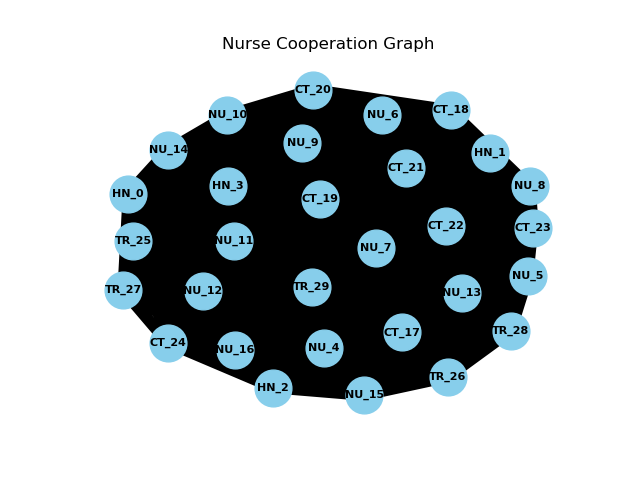 Nurse Cooperation Graph
CT_20
CT_18
NU_10
NU_6
NU_9
NU_14
HN_1
CT_21
HN_3
NU_8
HN_0
CT_19
CT_22
CT_23
TR_25
NU_11
NU_7
NU_5
TR_29
TR_27
NU_12
NU_13
TR_28
CT_17
CT_24
NU_16
NU_4
TR_26
HN_2
NU_15